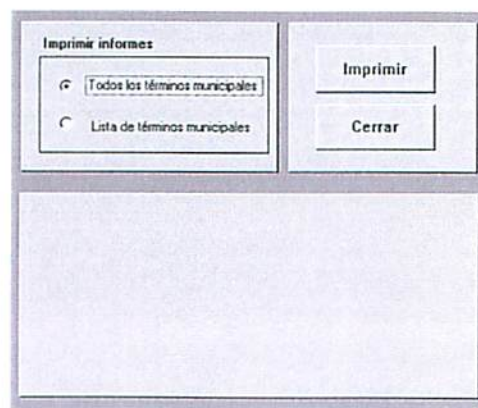 Imprimir informes
Todos los términos municipales
Lista de términos municipales
Imprimir
Cerrar